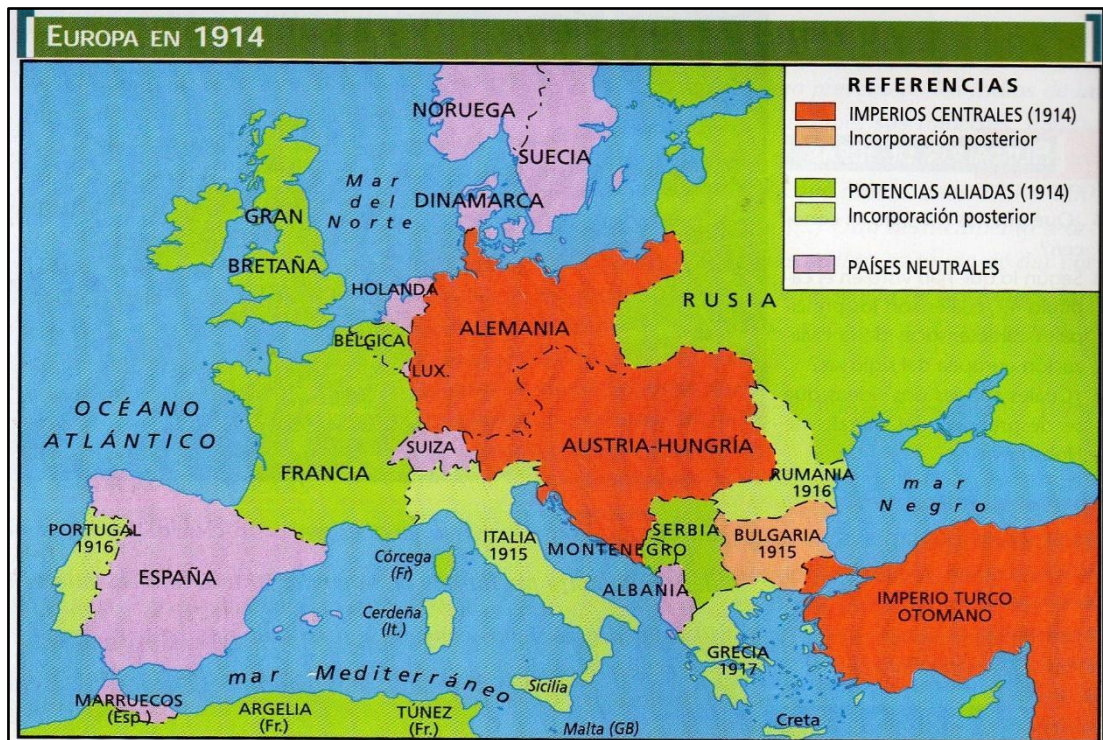 EUROPA EN 1914
REFERENCIAS
IMPERIOS CENTRALES (1914)
Incorporación posterior
POTENCIAS ALIADAS (1914)
Incorporación posterior
PAÍSES NEUTRALES
NORUEGA
SUECIA
Mar
del
Norte
DINAMARCA
GRAN
BRETAÑA
HOLANDA
RUSIA
ALEMANIA
BÉLGICA
LUX.
OCÉANO
ATLÁNTICO
SUIZA
AUSTRIA-HUNGRÍA
FRANCIA
RUMANIA
1916
mar
Negro
PORTUGAL
1916
ITALIA
1915
SERBIA
BULGARIA
1915
MONTENEGRO
Córcega
(Fr)
ESPAÑA
ALBANIA
IMPERIO TURCO
OTOMANO
Cerdeña
(It.)
GRECIA
1917
mar Mediterráneo
Sicilia
MARRUECOS
(Esp.)
ARGELIA
(Fr.)
TÚNEZ
(Fr.)
Malta (GB)
Creta